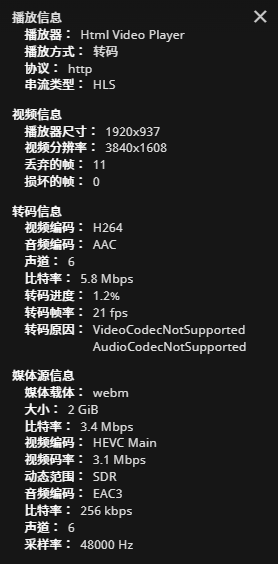 播放信息
播放器： Html Video Player
播放方式： 转码
协议： http
串流类型： HLS
视频信息
播放器尺寸： 1920x937
视频分辨率： 3840x1608
丢弃的帧： 11
损坏的帧： 0
转码信息
视频编码： H264
音频编码： AAC
声道： 6
比特率： 5.8 Mbps
转码进度： 1.2%
转码帧率： 21 fps
转码原因： VideoCodecNotSupported
AudioCodecNotSupported
媒体源信息
媒体载体： webm
大小： 2 GiB
比特率： 3.4 Mbps
视频编码： HEVC Main
视频码率： 3.1 Mbps
动态范围： SDR
音频编码： EAC3
比特率： 256 kbps
声道： 6
采样率： 48000 Hz